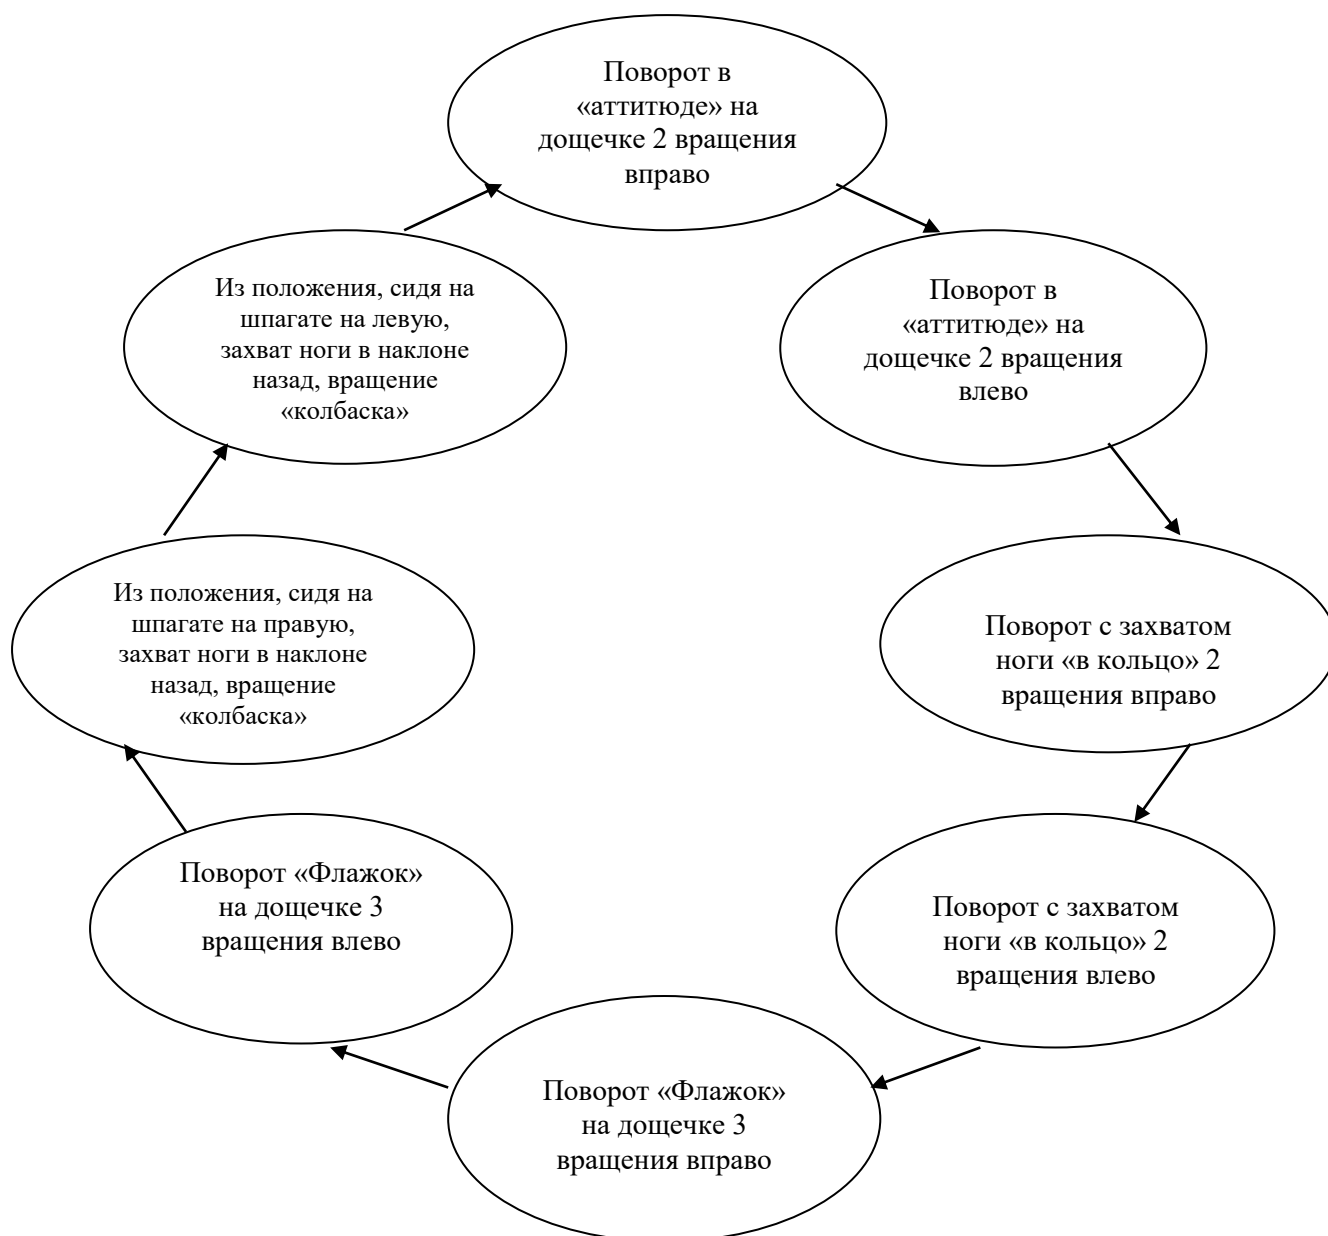 Поворот в
«аттитюде» на
дощечке 2 вращения
вправо
Поворот в
«аттитюде» на
дощечке 2 вращения
влево
Поворот с захватом
ноги «в кольцо» 2
вращения вправо
Поворот с захватом
ноги «в кольцо» 2
вращения влево
Поворот «Флажок»
на дощечке 3
вращения вправо
Поворот «Флажок»
на дощечке 3
вращения влево
Из положения, сидя на
шпагате на правую,
захват ноги в наклоне
назад, вращение
«колбаска»
Из положения, сидя на
шпагате на левую,
захват ноги в наклоне
назад, вращение
«колбаска»